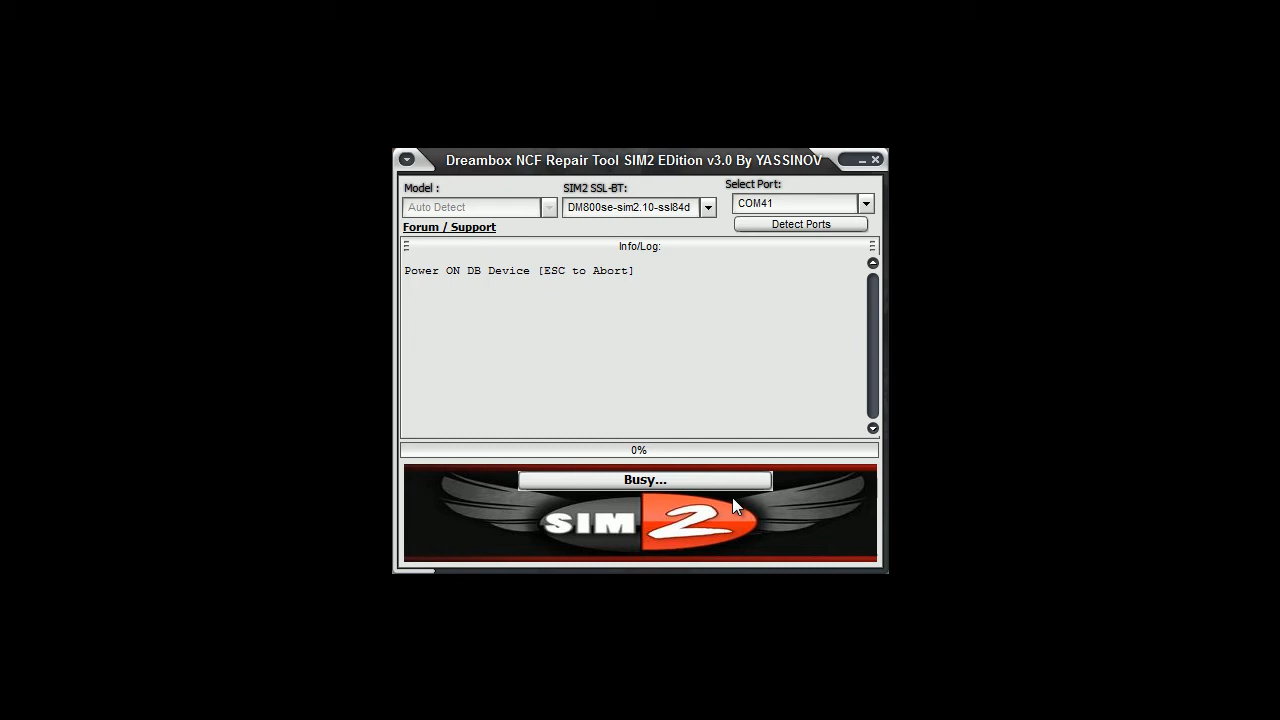 Dreambox NCF Repair Tool SIM2 EDition v3.0 By YASSINOV
Model :
SIM2 SSL-BT:
Select Port:
Auto Detect
DM800se-sim2.10-ssl84d
COM41
Forum / Support
Detect Ports
Info/Log:
Power ON DB Device [ESC to Abort]
0%
Busy...
SIM 2